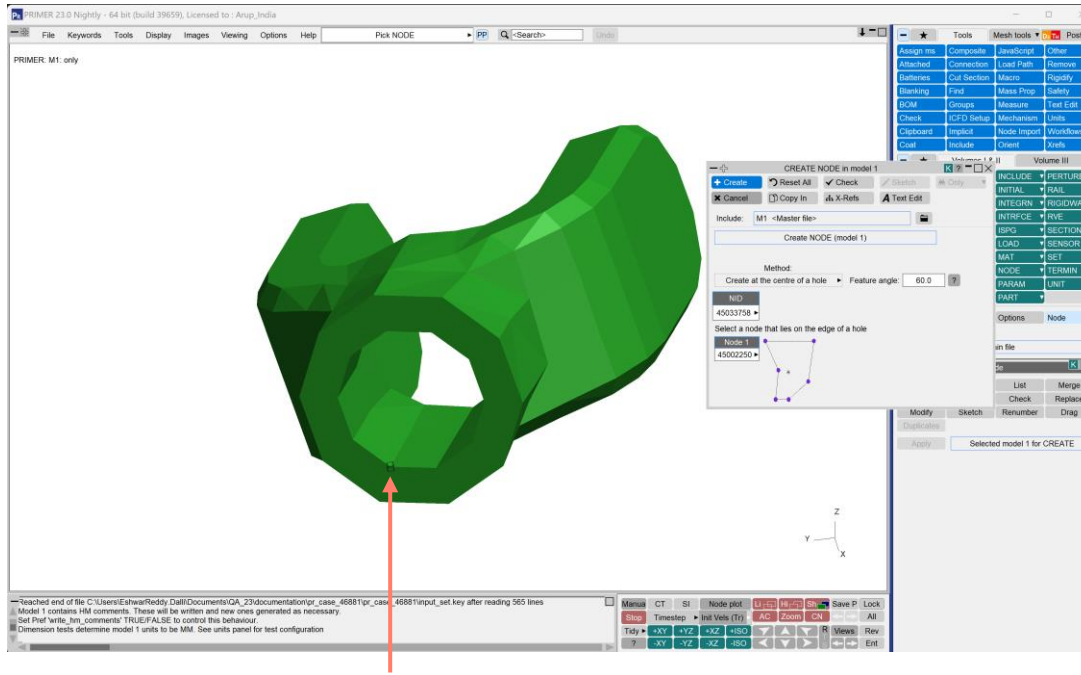 PRIMER 23.0 Nightly - 64 bit (build 39659), Licensed to : Arup_India
File Keywords Tools Display Images Viewing Options Help Pick NODE PP <Search> Undo
Tools Mesh tools Post
PRIMER: M1: only
Assign ms Composite JavaScript Other
Attached Connection Load Path Remove
Batteries Cut Section Macro Rigidify
Blanking Find Mass Prop Safety
BOM Groups Measure Text Edit
Check ICFD Setup Mechanism Units
Clipboard Implicit Node Import Workflow
Coat Include Orient Xrefs
Volume III
CREATE NODE in model 1 K ?
Create Reset All Check Sketch Only
Cancel Copy In X-Refs Text Edit
Include: M1 <Master file>
Create NODE (model 1)
Method:
Create at the centre of a hole Feature angle: 60.0 ?
NID
45033758
Select a node that lies on the edge of a hole
Node 1
45002250
INCLUDE PERTUR
INITIAL RAIL
INTEGRN RIGIDWA
INTRFCE RVE
ISPG SECTION
LOAD SENSOR
MAT SET
NODE TERMIN
PARAM UNIT
PART
Options Node
in file
K
List Merge
Check Replace
Modify Sketch Renumber Drag
Duplicates
Apply Selected model 1 for CREATE
Z
Y
X
Reached end of file C:\Users\EshwarReddy.Dalli\Documents\QA_23\documentation\pr_case_46881\pr_case_46881\input_set.key after reading 565 lines
Model 1 contains HM comments. These will be written and new ones generated as necessary.
Set Pref 'write_hm_comments' TRUE/FALSE to control this behaviour.
Dimension tests determine model 1 units to be MM. See units panel for test configuration
Manua CT SI Node plot Li Hi Sh Save P Lock
Stop Timestep Init Vels (Tr) AC Zoom CN All
Tidy +XY +YZ +XZ +ISO R Views Rev
? -XY -YZ -XZ -ISO Ent